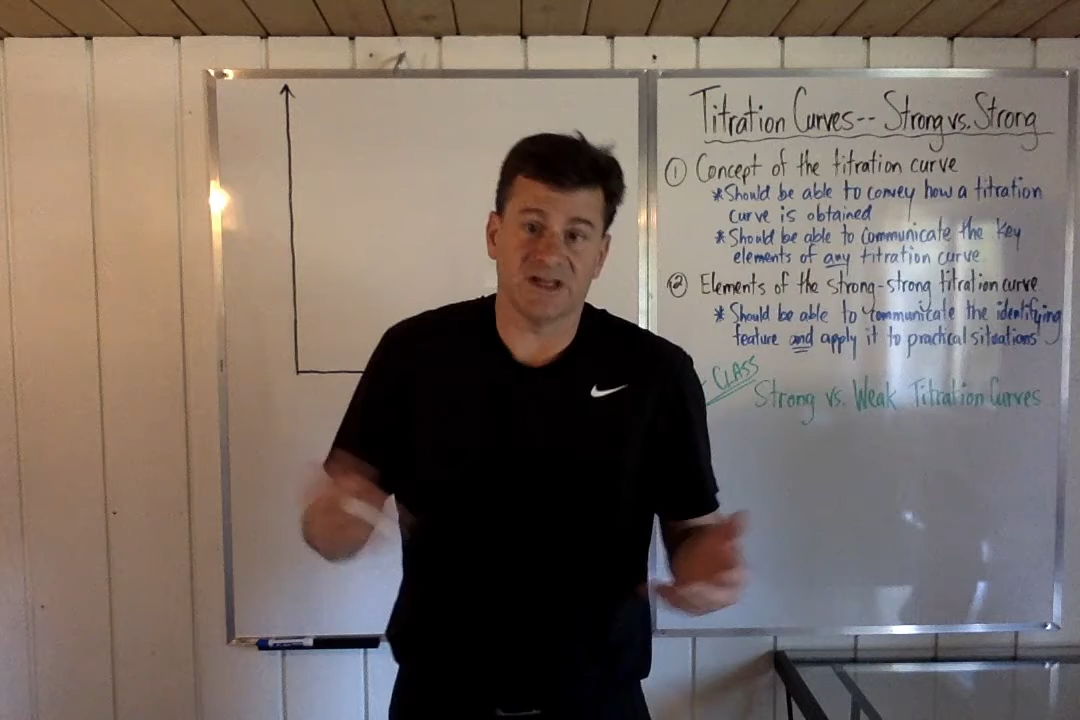 Titration Curves-- Strong vs. Strong
① Concept of the titration curve
* Should be able to convey how a titration
curve is obtained
* Should be able to communicate the key
elements of any titration curve
② Elements of the strong-strong titration curve
* Should be able to communicate the identifying
feature and apply it to practical situations
CLASS
Strong vs. Weak Titration Curves